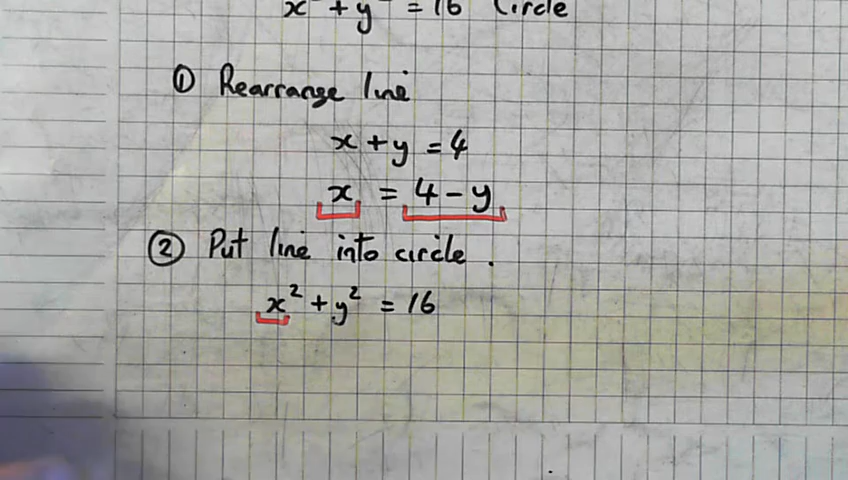 x² + y² = 16 Circle
① Rearrange line
x + y = 4
x = 4 - y
② Put line into circle.
x² + y² = 16